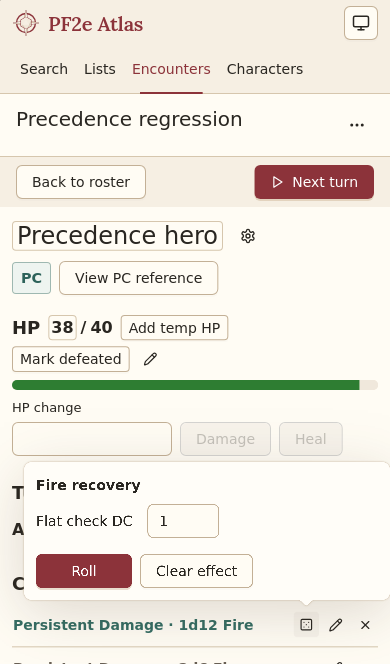 PF2e Atlas
Search Lists Encounters Characters
Precedence regression
...
Back to roster Next turn
Precedence hero
PC View PC reference
HP 38 / 40 Add temp HP
Mark defeated
HP change
Damage Heal
Fire recovery
Flat check DC 1
Roll Clear effect
Persistent Damage · 1d12 Fire